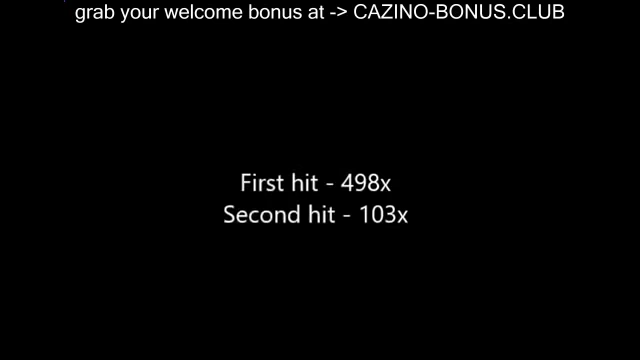 grab your welcome bonus at -> CAZINO-BONUS.CLUB
First hit - 498x
Second hit - 103x